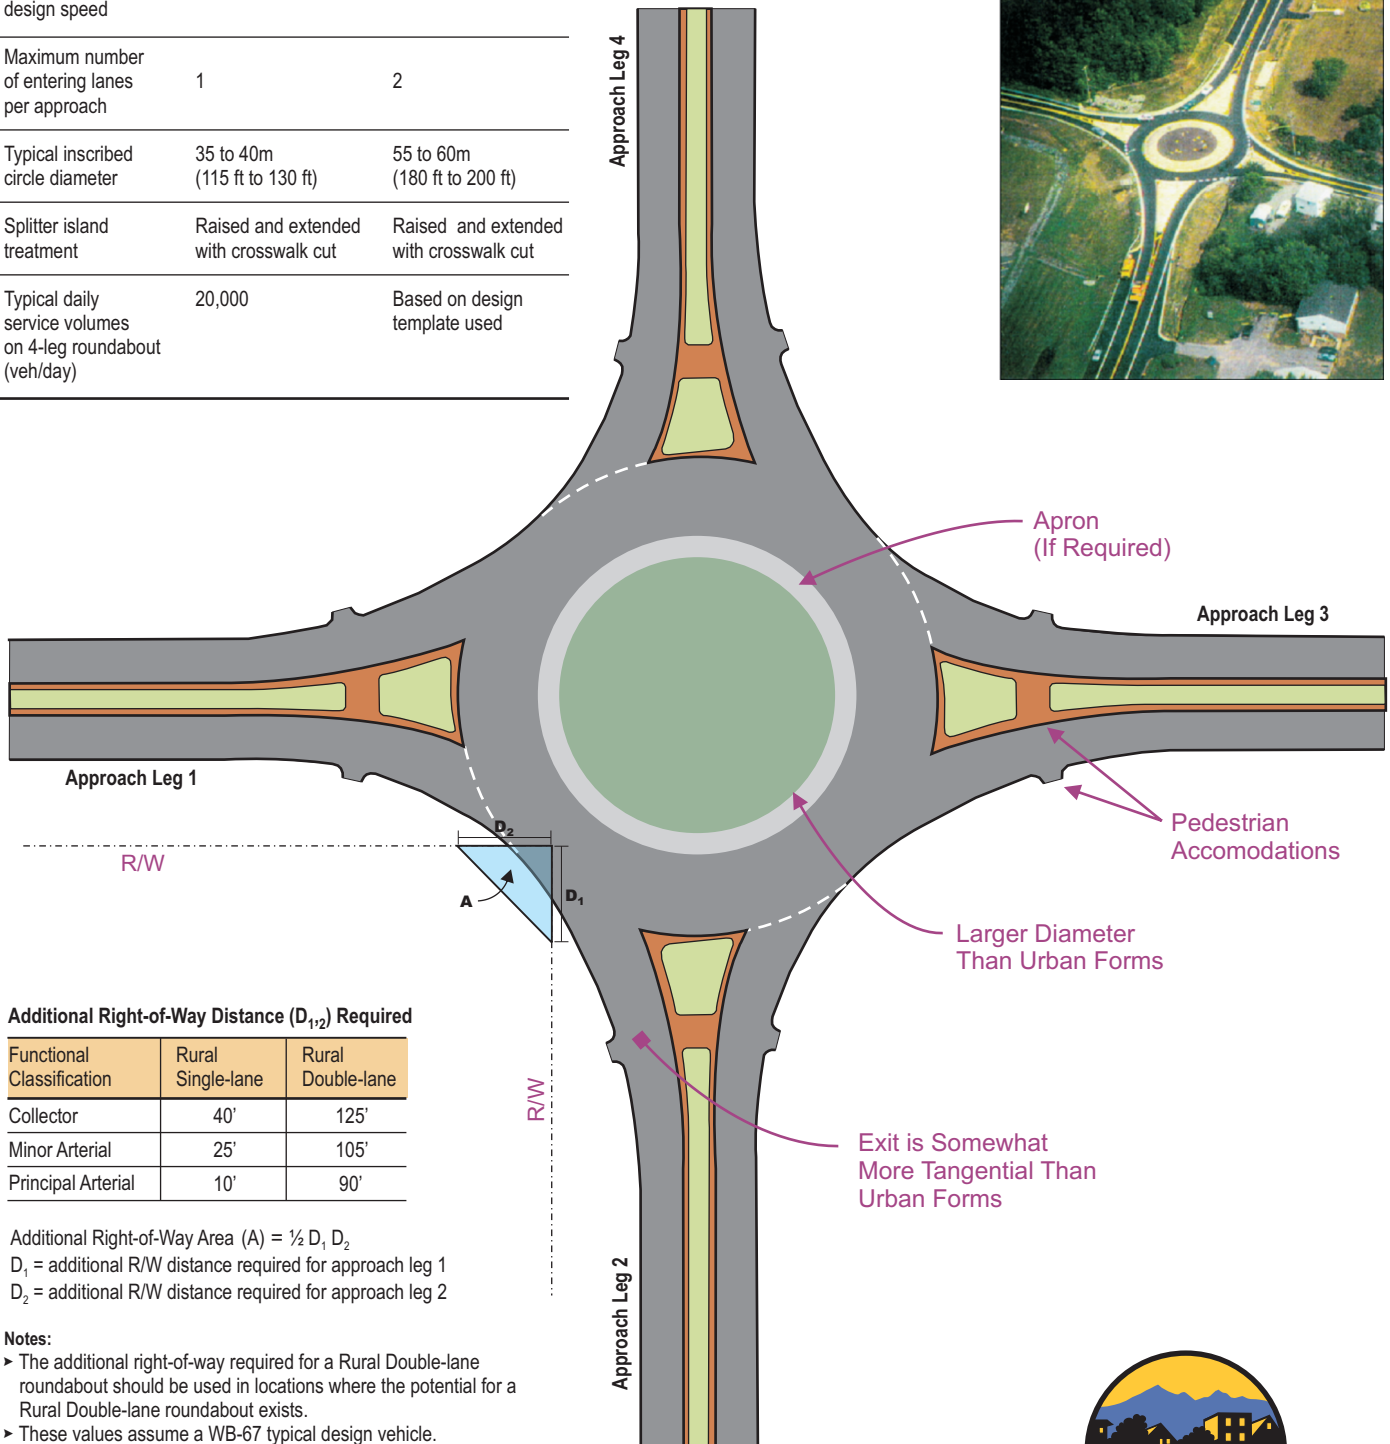 design speed
Maximum number
of entering lanes
per approach
1
2
Typical inscribed
circle diameter
35 to 40m
(115 ft to 130 ft)
55 to 60m
(180 ft to 200 ft)
Splitter island
treatment
Raised and extended
with crosswalk cut
Raised and extended
with crosswalk cut
Typical daily
service volumes
on 4-leg roundabout
(veh/day)
20,000
Based on design
template used
Approach Leg 4
Apron
(If Required)
Approach Leg 3
Approach Leg 1
Pedestrian
Accomodations
R/W
D₂
A
D₁
Larger Diameter
Than Urban Forms
R/W
Exit is Somewhat
More Tangential Than
Urban Forms
Approach Leg 2
Additional Right-of-Way Distance (D₁,₂) Required
Functional
Classification
Rural
Single-lane
Rural
Double-lane
Collector 40’ 125’
Minor Arterial 25’ 105’
Principal Arterial 10’ 90’
Additional Right-of-Way Area (A) = ½ D₁ D₂
D₁ = additional R/W distance required for approach leg 1
D₂ = additional R/W distance required for approach leg 2
Notes:
➤ The additional right-of-way required for a Rural Double-lane
roundabout should be used in locations where the potential for a
Rural Double-lane roundabout exists.
➤ These values assume a WB-67 typical design vehicle.